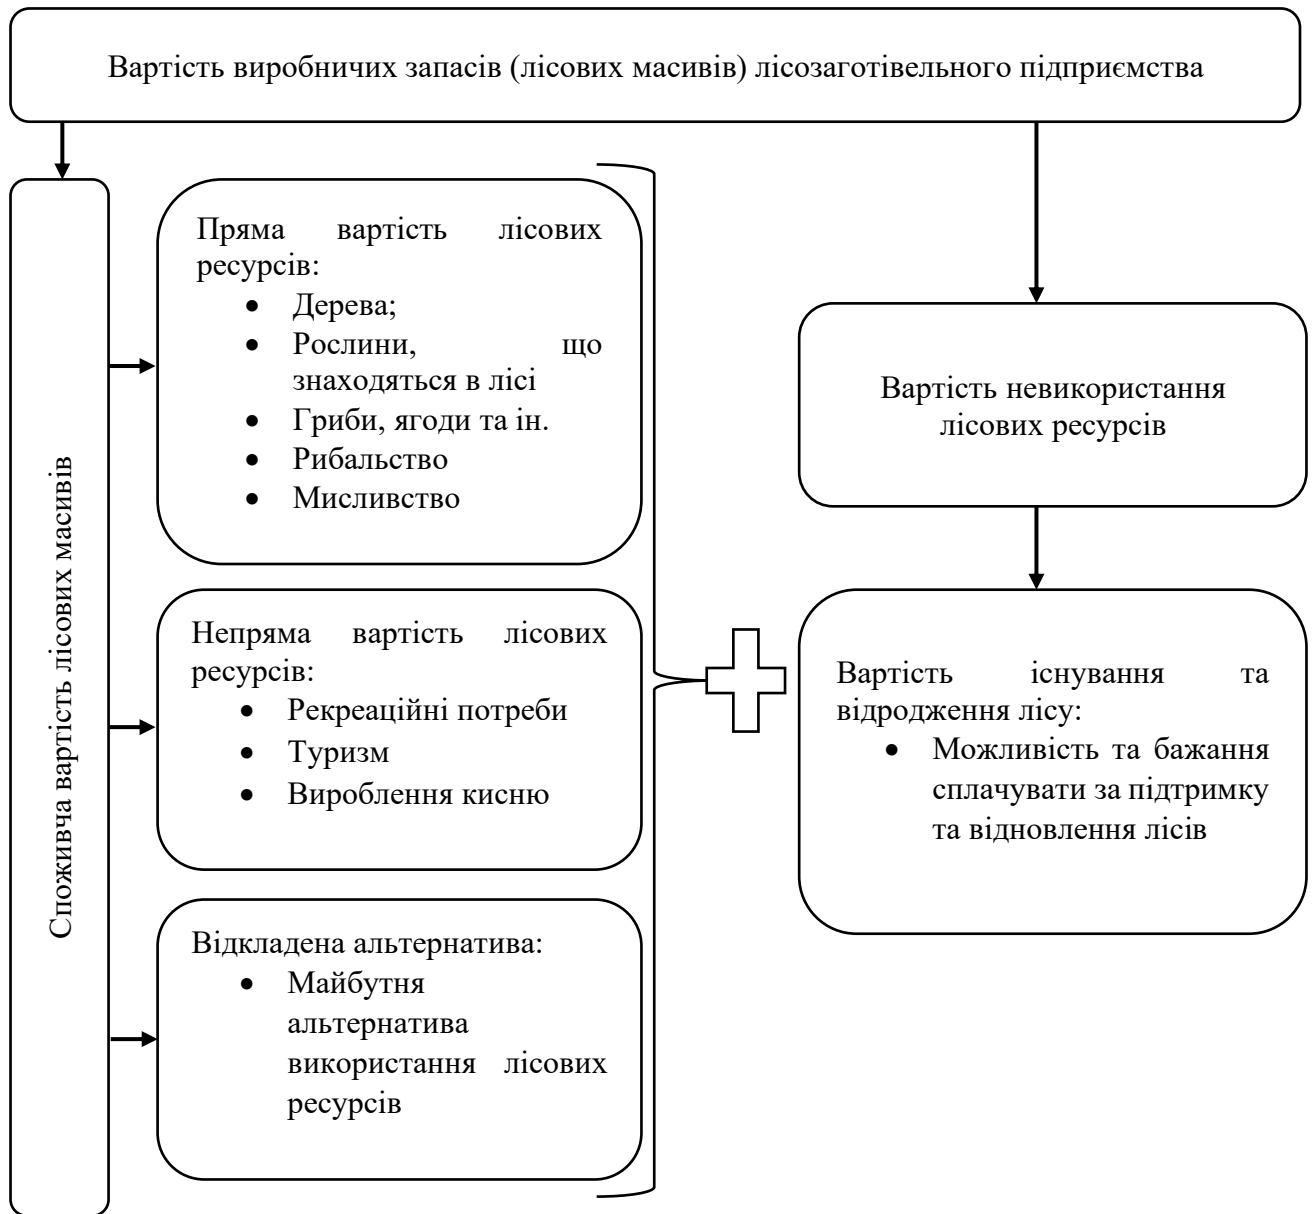 Вартість виробничих запасів (лісових масивів) лісозаготівельного підприємства
Споживча вартість лісових масивів
Пряма вартість лісових
ресурсів:
• Дерева;
• Рослини, що
знаходяться в лісі
• Гриби, ягоди та ін.
• Рибальство
• Мисливство
Непряма вартість лісових
ресурсів:
• Рекреаційні потреби
• Туризм
• Вироблення кисню
Відкладена альтернатива:
• Майбутня
альтернатива
використання лісових
ресурсів
Вартість невикористання
лісових ресурсів
Вартість існування та
відродження лісу:
• Можливість та бажання
сплачувати за підтримку
та відновлення лісів